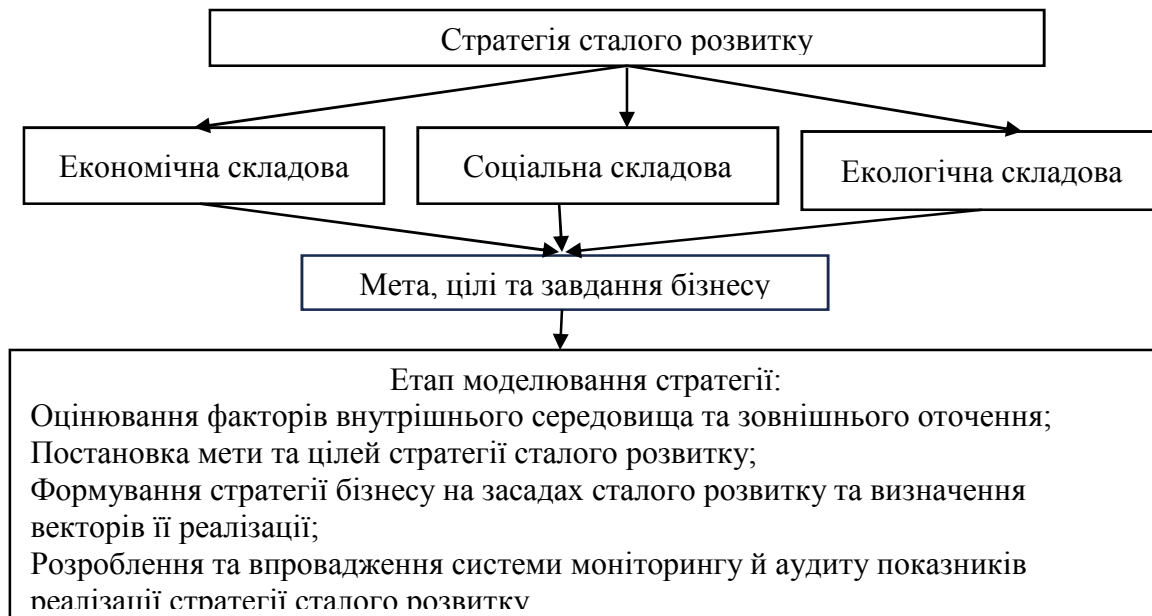 Стратегія сталого розвитку
Економічна складова
Соціальна складова
Екологічна складова
Мета, цілі та завдання бізнесу
Етап моделювання стратегії:
Оцінювання факторів внутрішнього середовища та зовнішнього оточення;
Постановка мети та цілей стратегії сталого розвитку;
Формування стратегії бізнесу на засадах сталого розвитку та визначення
векторів її реалізації;
Розроблення та впровадження системи моніторингу й аудиту показників
реалізації стратегії сталого розвитку